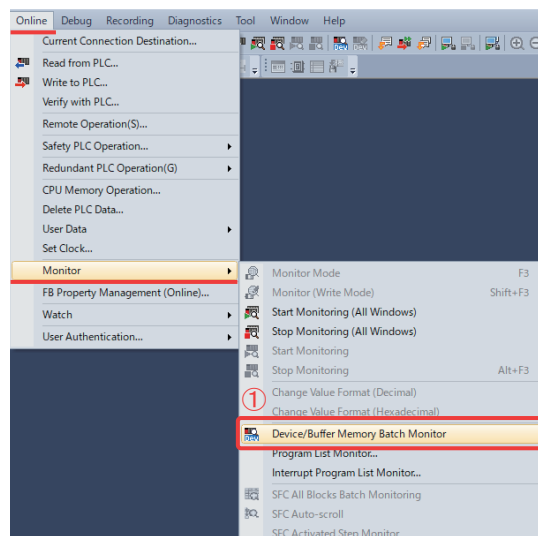 Online Debug Recording Diagnostics Tool Window Help
Current Connection Destination...
Read from PLC...
Write to PLC...
Verify with PLC...
Remote Operation(S)...
Safety PLC Operation...
Redundant PLC Operation(G)
CPU Memory Operation...
Delete PLC Data...
User Data
Set Clock...
Monitor
FB Property Management (Online)...
Watch
User Authentication...
Monitor Mode F3
Monitor (Write Mode) Shift+F3
Start Monitoring (All Windows)
Stop Monitoring (All Windows)
Start Monitoring
Stop Monitoring Alt+F3
①
Change Value Format (Decimal)
Change Value Format (Hexadecimal)
DEV Device/Buffer Memory Batch Monitor
Program List Monitor...
Interrupt Program List Monitor...
SFC All Blocks Batch Monitoring
SFC Auto-scroll
SFC Activated Step Monitor